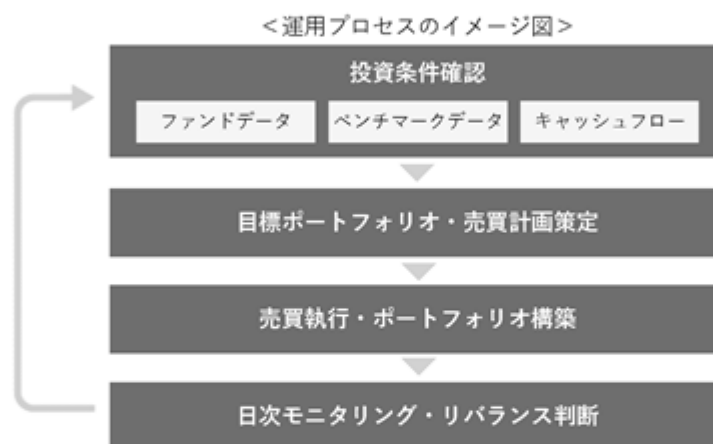 ＜運用プロセスのイメージ図＞
投資条件確認
ファンドデータ
ベンチマークデータ
キャッシュフロー
目標ポートフォリオ・売買計画策定
売買執行・ポートフォリオ構築
日次モニタリング・リバランス判断